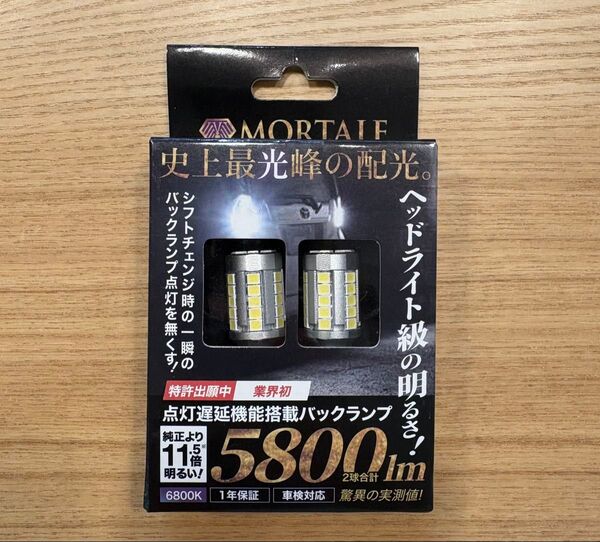 MORTALE
史上最光峰の配光。
ヘッドライト級の明るさ!
シフトチェンジ時の一瞬の
バックランプ点灯を無くす!
特許出願中
業界初
点灯遅延機能搭載バックランプ
純正より
11.5倍
明るい!
5800lm
2球合計
6800K
1年保証
車検対応
驚異の実測値!